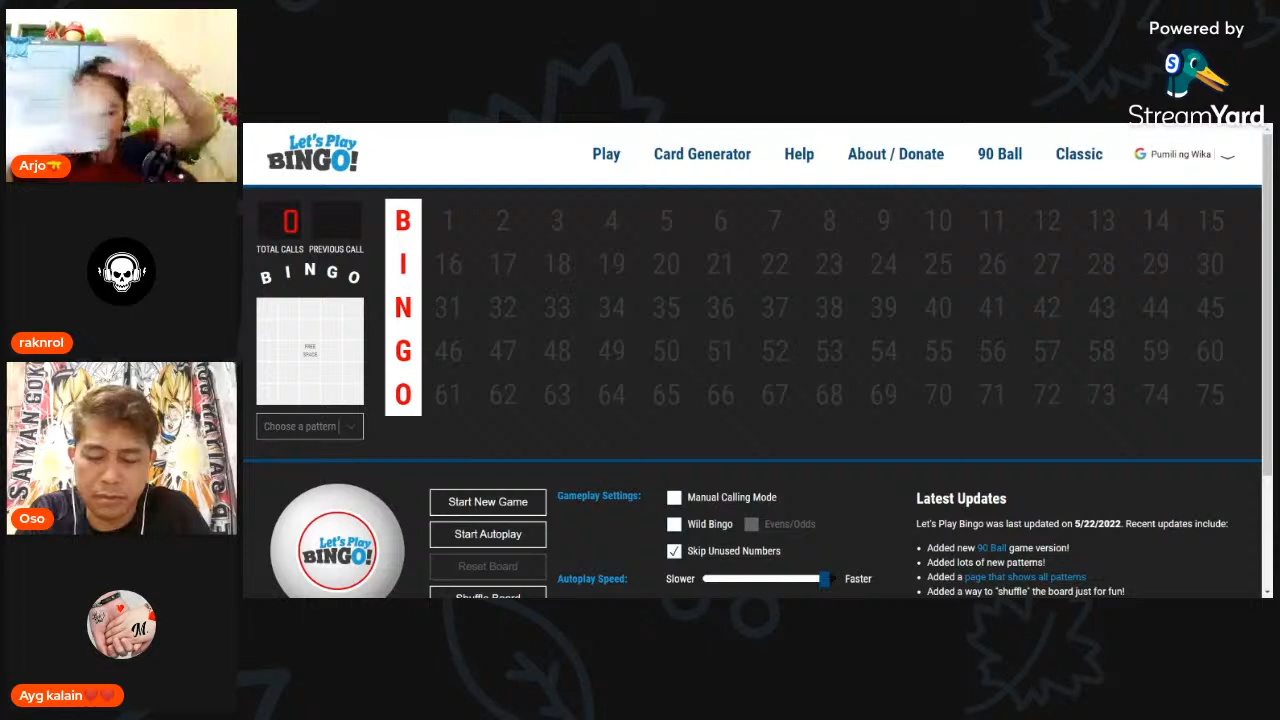 Powered by
StreamYard
Arjo
raknrol
SAIYAN GOKU
Oso
M.
Ayg kalain
Let's Play
BINGO!
Play
Card Generator
Help
About / Donate
90 Ball
Classic
G Pumili ng Wika
0
TOTAL CALLS PREVIOUS CALL
B I N G O
FREE
SPACE
Choose a pattern
B 1 2 3 4 5 6 7 8 9 10 11 12 13 14 15
I 16 17 18 19 20 21 22 23 24 25 26 27 28 29 30
N 31 32 33 34 35 36 37 38 39 40 41 42 43 44 45
G 46 47 48 49 50 51 52 53 54 55 56 57 58 59 60
O 61 62 63 64 65 66 67 68 69 70 71 72 73 74 75
Let's Play
BINGO!
Start New Game
Start Autoplay
Reset Board
Shuffle Board
Gameplay Settings:
Manual Calling Mode
Wild Bingo
Evens/Odds
Skip Unused Numbers
Autoplay Speed:
Slower
Faster
Latest Updates
Let's Play Bingo was last updated on 5/22/2022. Recent updates include:
• Added new 90 Ball game version!
• Added lots of new patterns!
• Added a page that shows all patterns
• Added a way to "shuffle" the board just for fun!